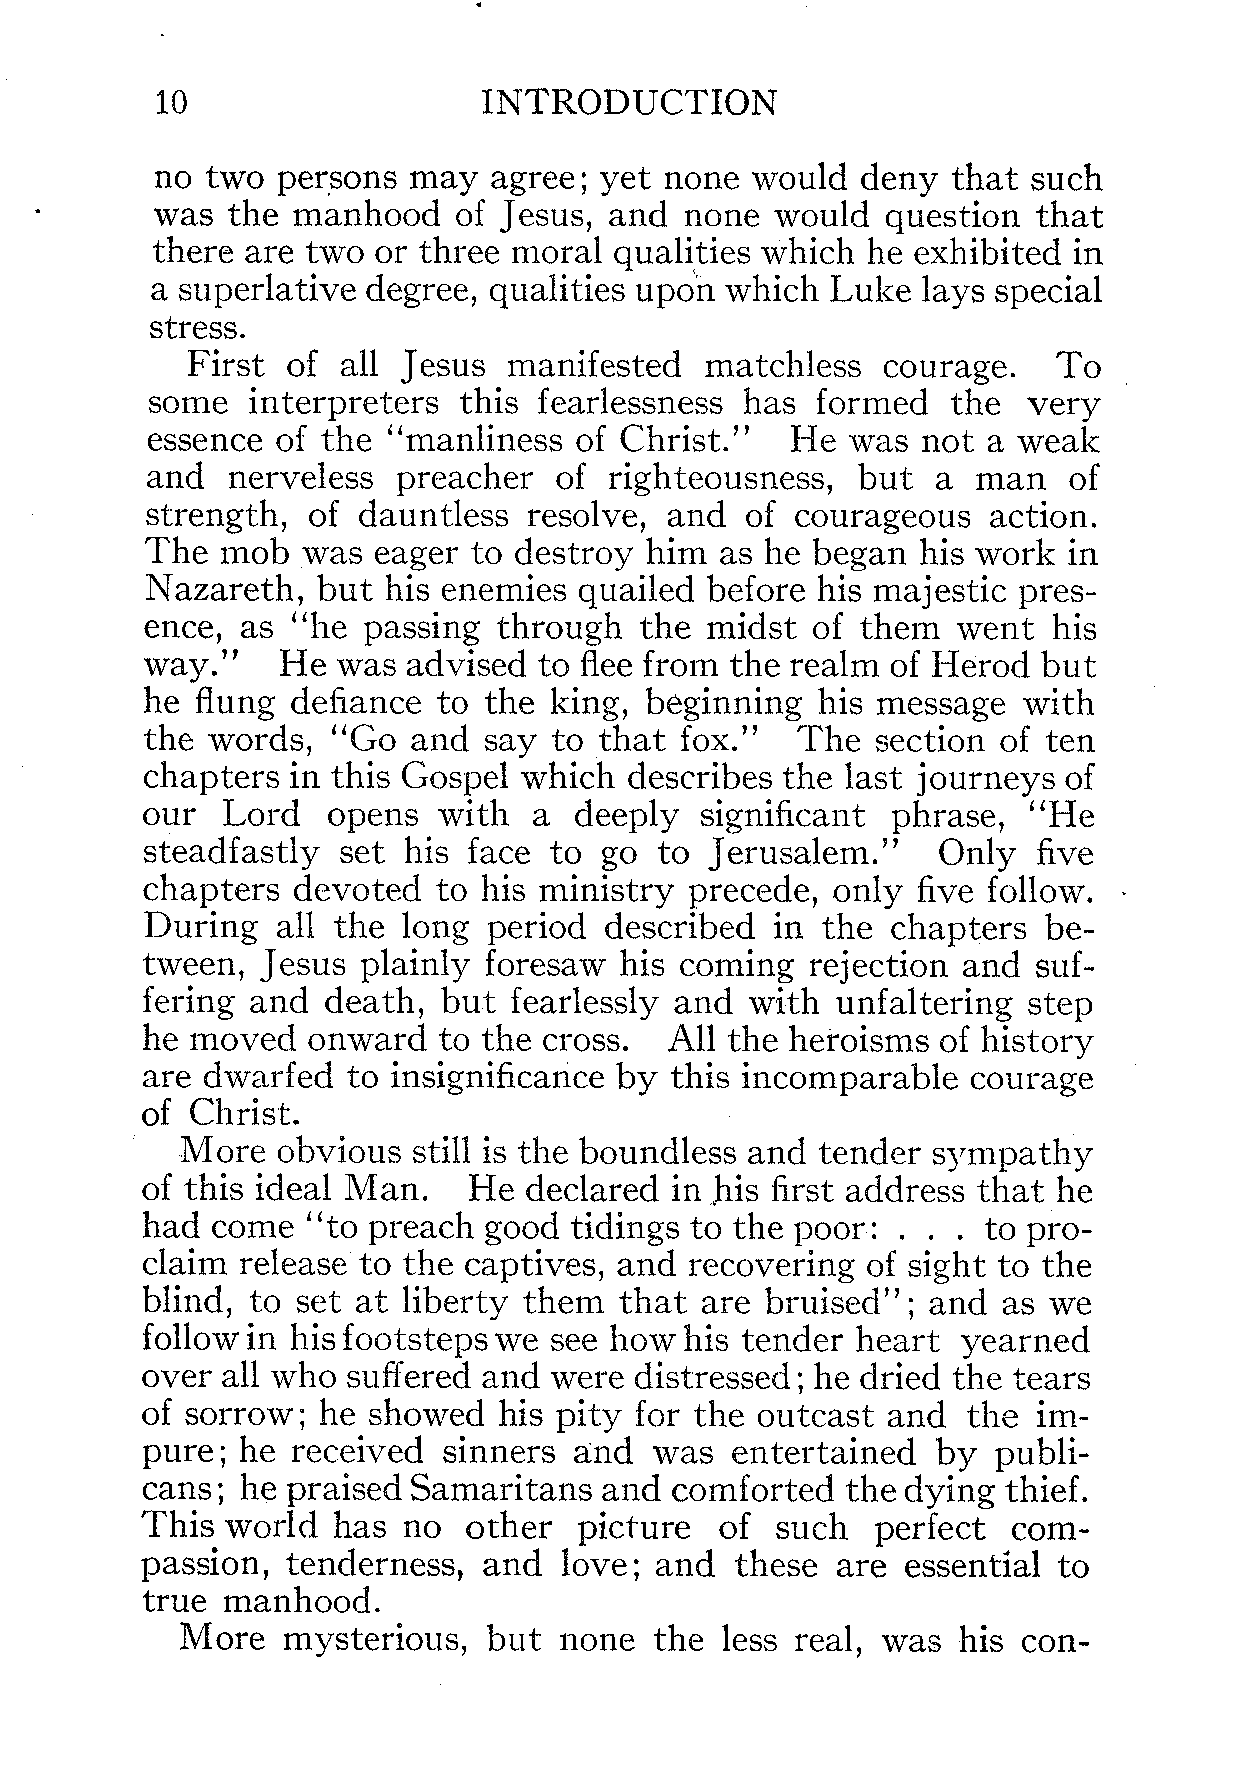 10 INTRODUCTION
no two persons may agree; yet none would deny that such
was the manhood of Jesus, and none would question that
there are two or three moral qualities which he exhibited in
a superlative degree, qualities upon which Luke lays special
stress.
First of all Jesus manifested matchless courage. To
some interpreters this fearlessness has formed the very
essence of the "manliness of Christ." He was not a weak
and nerveless preacher of righteousness, but a man of
strength, of dauntless resolve, and of courageous action.
The mob was eager to destroy him as he began his work in
Nazareth, but his enemies quailed before his majestic pres-
ence, as "he passing through the midst of them went his
way." He was advised to flee from the realm of Herod but
he flung defiance to the king, beginning his message with
the words, "Go and say to that fox." The section of ten
chapters in this Gospel which describes the last journeys of
our Lord opens with a deeply significant phrase, "He
steadfastly set his face to go to Jerusalem." Only five
chapters devoted to his ministry precede, only five follow.
During all the long period described in the chapters be-
tween, Jesus plainly foresaw his coming rejection and suf-
fering and death, but fearlessly and with unfaltering step
he moved onward to the cross. All the heroisms of history
are dwarfed to insignificance by this incomparable courage
of Christ.
More obvious still is the boundless and tender sympathy
of this ideal Man. He declared in his first address that he
had come "to preach good tidings to the poor: . . . to pro-
claim release to the captives, and recovering of sight to the
blind, to set at liberty them that are bruised"; and as we
follow in his footsteps we see how his tender heart yearned
over all who suffered and were distressed; he dried the tears
of sorrow; he showed his pity for the outcast and the im-
pure; he received sinners and was entertained by publi-
cans; he praised Samaritans and comforted the dying thief.
This world has no other picture of such perfect com-
passion, tenderness, and love; and these are essential to
true manhood.
More mysterious, but none the less real, was his con-